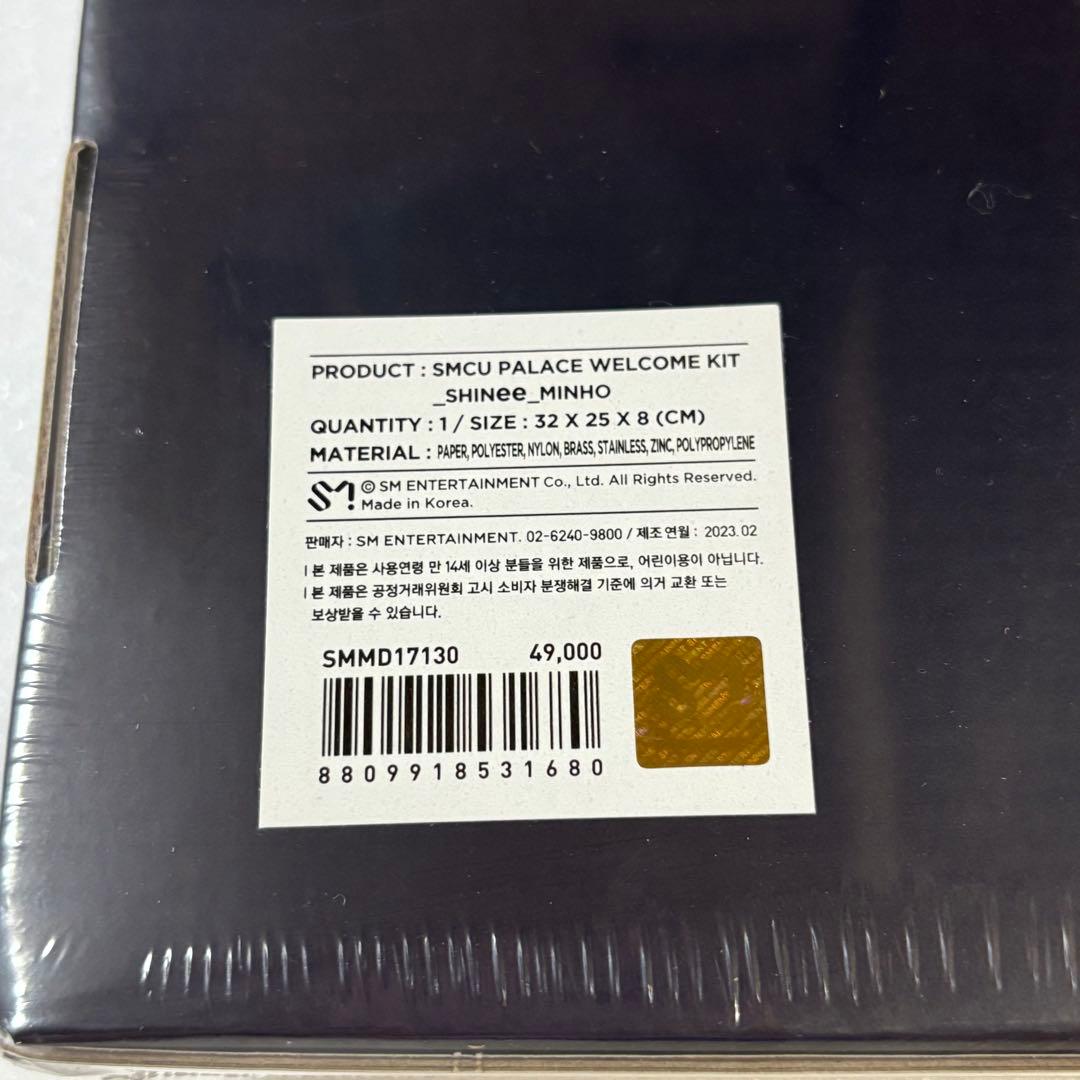 PRODUCT : SMCU PALACE WELCOME KIT
_SHINee_MINHO
QUANTITY : 1 / SIZE : 32 X 25 X 8 (CM)
MATERIAL : PAPER, POLYESTER, NYLON, BRASS, STAINLESS, ZINC, POLYPROPYLENE
SM! © SM ENTERTAINMENT Co., Ltd. All Rights Reserved.
Made in Korea.
판매자 : SM ENTERTAINMENT. 02-6240-9800 / 제조 연월 : 2023. 02
| 본 제품은 사용연령 만 14세 이상 분들을 위한 제품으로, 어린이용이 아닙니다.
| 본 제품은 공정거래위원회 고시 소비자 분쟁해결 기준에 의거 교환 또는
보상받을 수 있습니다.
SMMD17130 49,000
8809918531680